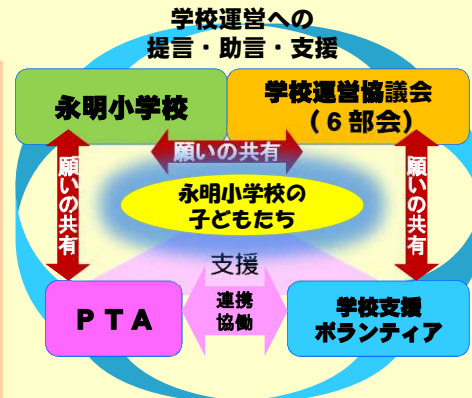 学校運営への
提言・助言・支援
永明小学校
学校運営協議会
（６部会）
願いの共有
願いの共有
願いの共有
永明小学校の
子どもたち
支援
連携
協働
ＰＴＡ
学校支援
ボランティア